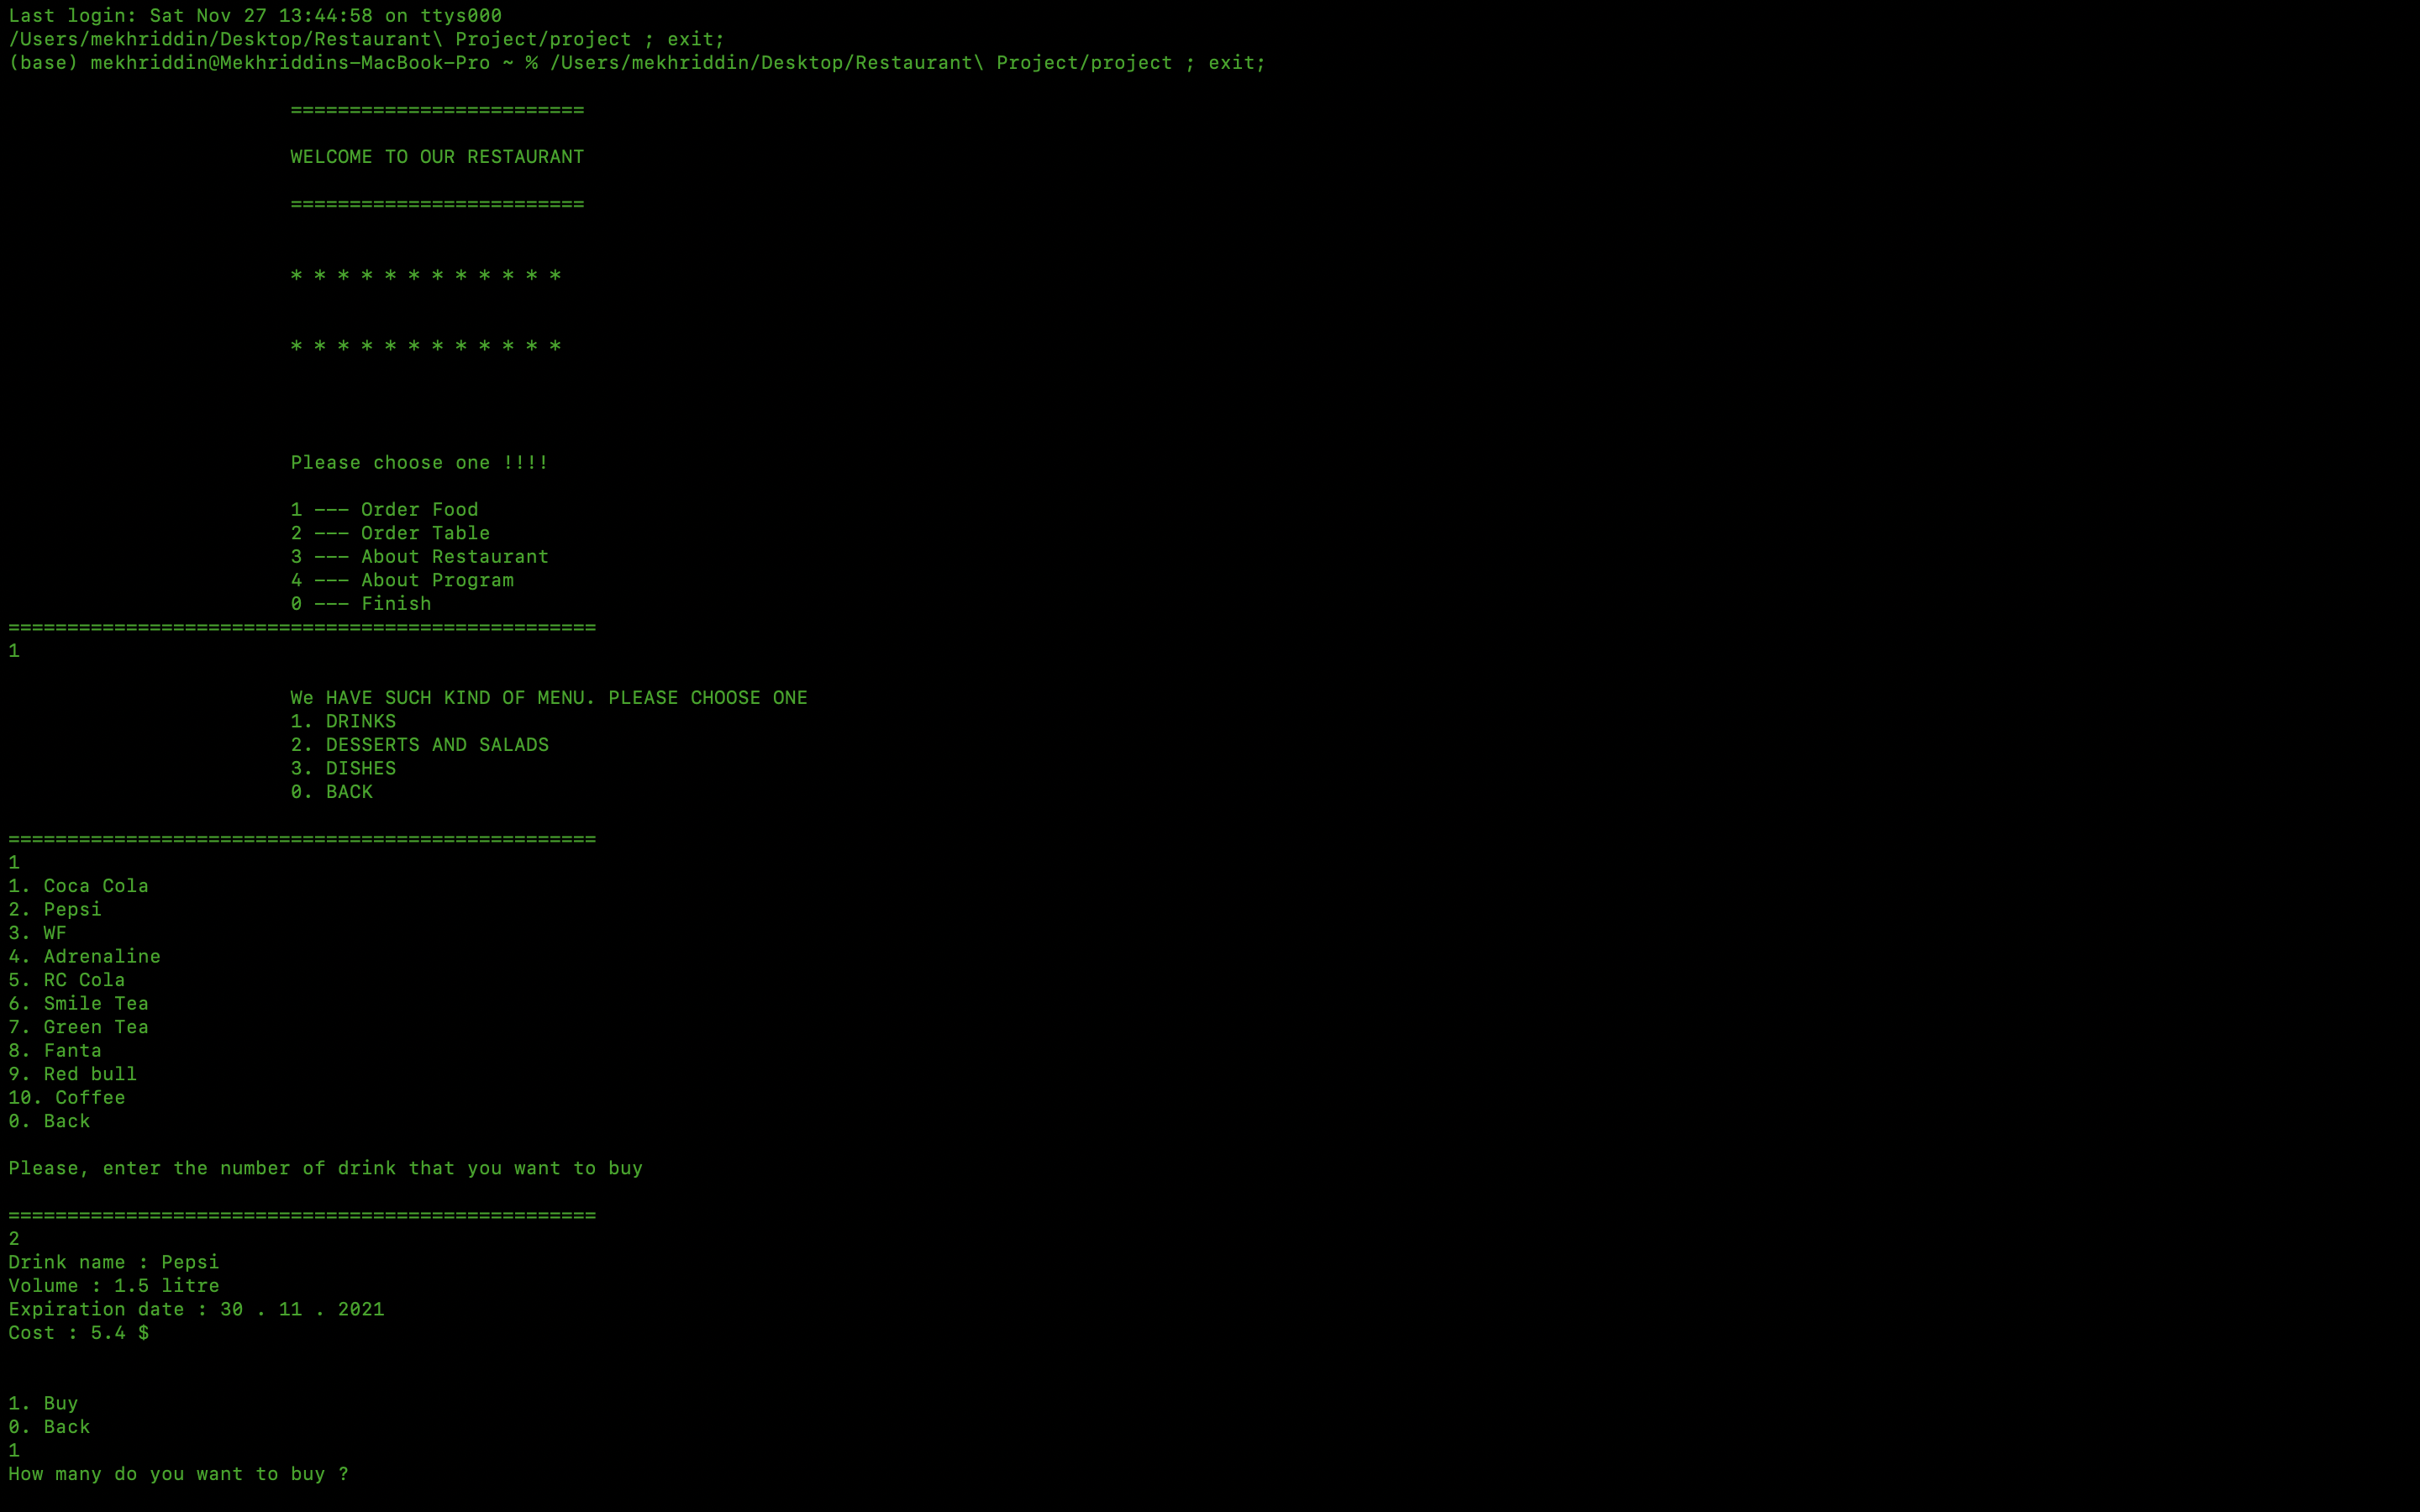 Last login: Sat Nov 27 13:44:58 on ttys000
/Users/mekhriddin/Desktop/Restaurant\ Project/project ; exit;
(base) mekhriddin@Mekhriddins-MacBook-Pro ~ % /Users/mekhriddin/Desktop/Restaurant\ Project/project ; exit;
=========================
WELCOME TO OUR RESTAURANT
=========================
* * * * * * * * * * * *
* * * * * * * * * * * *
Please choose one !!!!
1 --- Order Food
2 --- Order Table
3 --- About Restaurant
4 --- About Program
0 --- Finish
==================================================
1
We HAVE SUCH KIND OF MENU. PLEASE CHOOSE ONE
1. DRINKS
2. DESSERTS AND SALADS
3. DISHES
0. BACK
==================================================
1
1. Coca Cola
2. Pepsi
3. WF
4. Adrenaline
5. RC Cola
6. Smile Tea
7. Green Tea
8. Fanta
9. Red bull
10. Coffee
0. Back
Please, enter the number of drink that you want to buy
==================================================
2
Drink name : Pepsi
Volume : 1.5 litre
Expiration date : 30 . 11 . 2021
Cost : 5.4 $
1. Buy
0. Back
1
How many do you want to buy ?